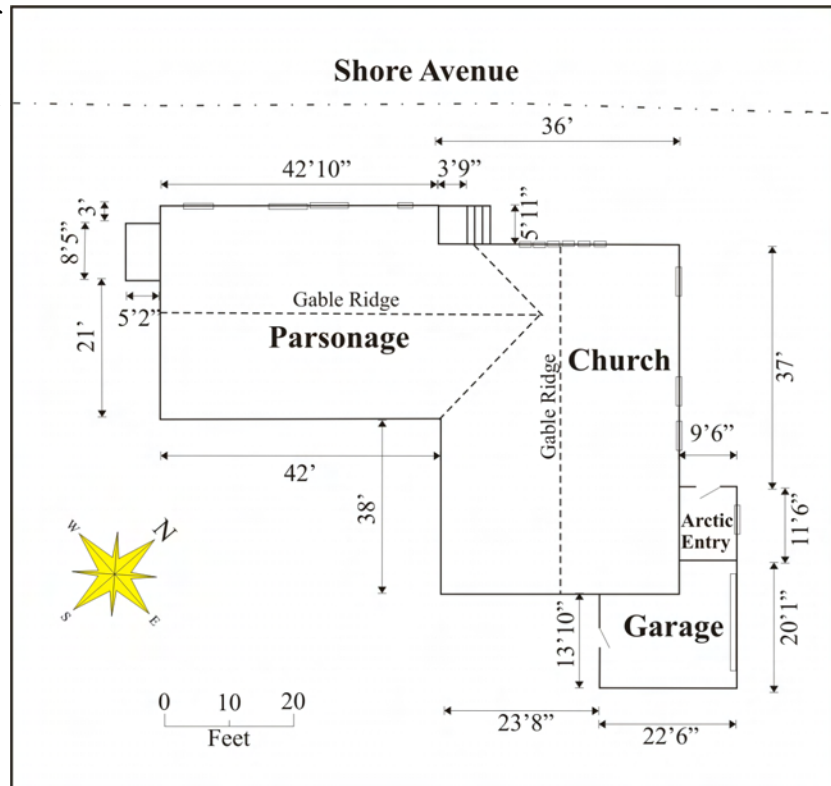 Shore Avenue
36'
42'10”
3'9”
3'
5'11”
8'5”
Gable Ridge
5'2”
Parsonage
21'
Church
Gable Ridge
37'
9'6”
42'
38'
Arctic
Entry
11'6”
W
N
S
E
Garage
13'10”
20'1”
0 10 20
Feet
23'8”
22'6”